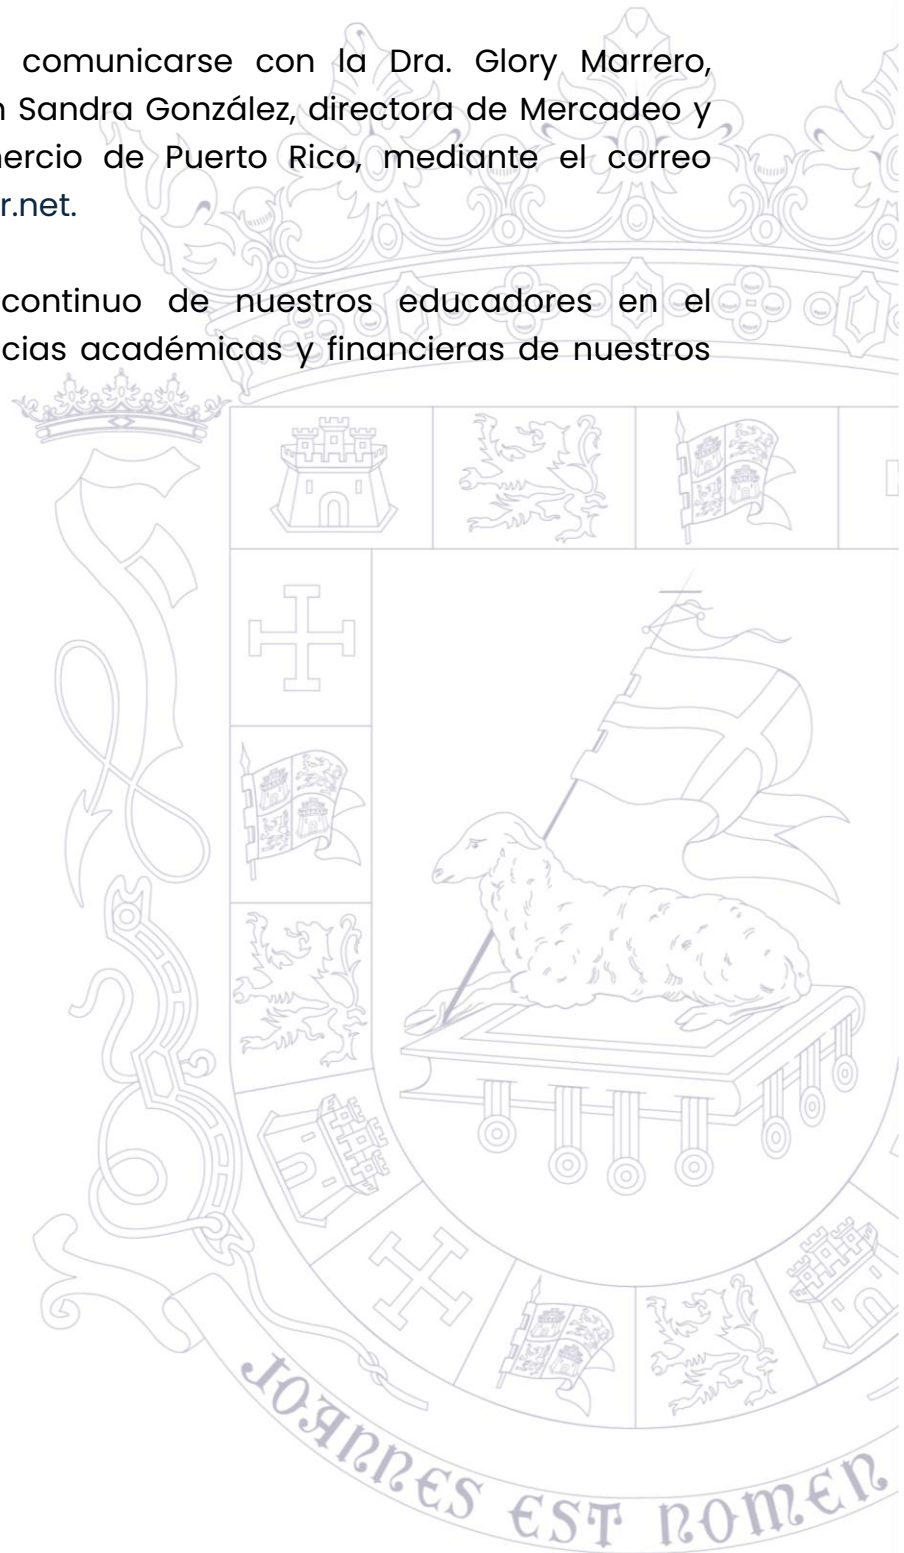 comunicarse con la Dra. Glory Marrero,
Sandra González, directora de Mercadeo y
ercio de Puerto Rico, mediante el correo
r.net.
continuo de nuestros educadores en el
cias académicas y financieras de nuestros
JOANNES EST NOMEN